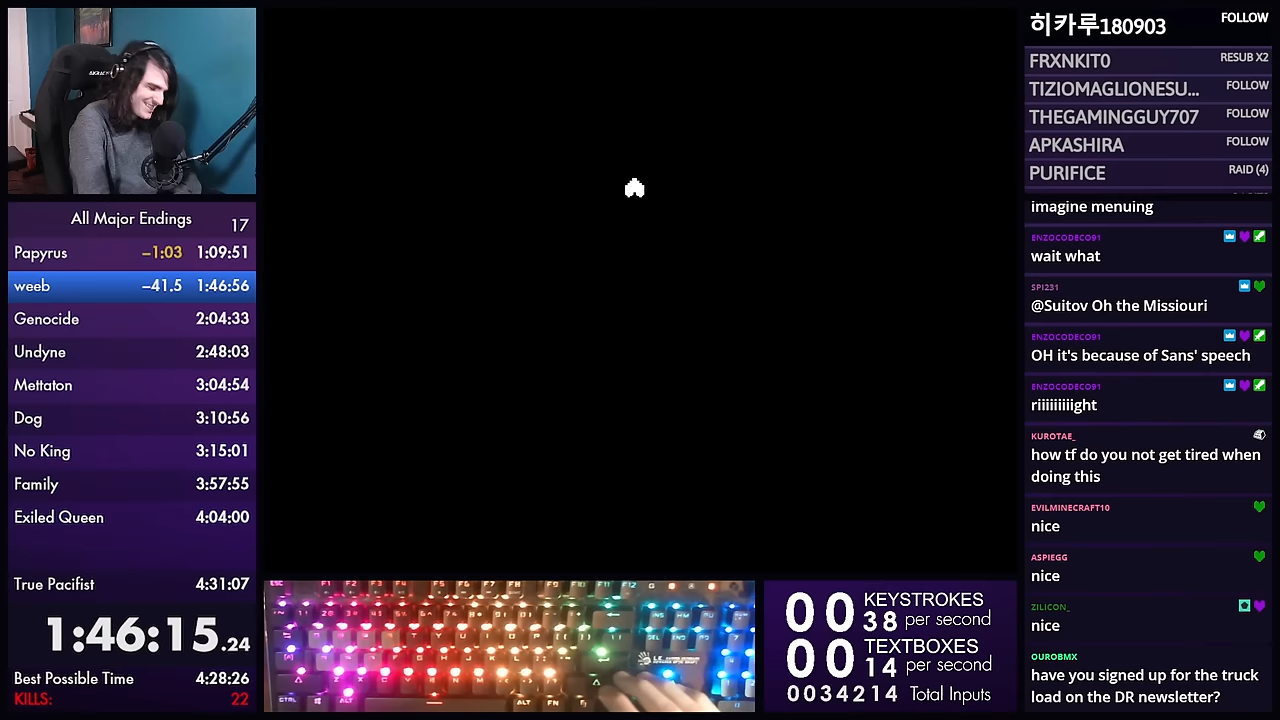 All Major Endings 17
Papyrus −1:03 1:09:51
weeb −41.5 1:46:56
Genocide 2:04:33
Undyne 2:48:03
Mettaton 3:04:54
Dog 3:10:56
No King 3:15:01
Family 3:57:55
Exiled Queen 4:04:00
True Pacifist 4:31:07
1:46:15.24
Best Possible Time 4:28:26
KILLS: 22
00 KEYSTROKES
38 per second
00 TEXTBOXES
14 per second
0034214 Total Inputs
히카루180903 FOLLOW
FRXNKIT0 RESUB X2
TIZIOMAGLIONESU... FOLLOW
THEGAMINGGUY707 FOLLOW
APKASHIRA FOLLOW
PURIFICE RAID (4)
imagine menuing
ENZOCODECO91
wait what
SPI231
@Suitov Oh the Missiouri
ENZOCODECO91
OH it's because of Sans' speech
ENZOCODECO91
riiiiiiiight
KUROTAE_
how tf do you not get tired when
doing this
EVILMINECRAFT10
nice
ASPIEGG
nice
ZILICON_
nice
OUROBMX
have you signed up for the truck
load on the DR newsletter?